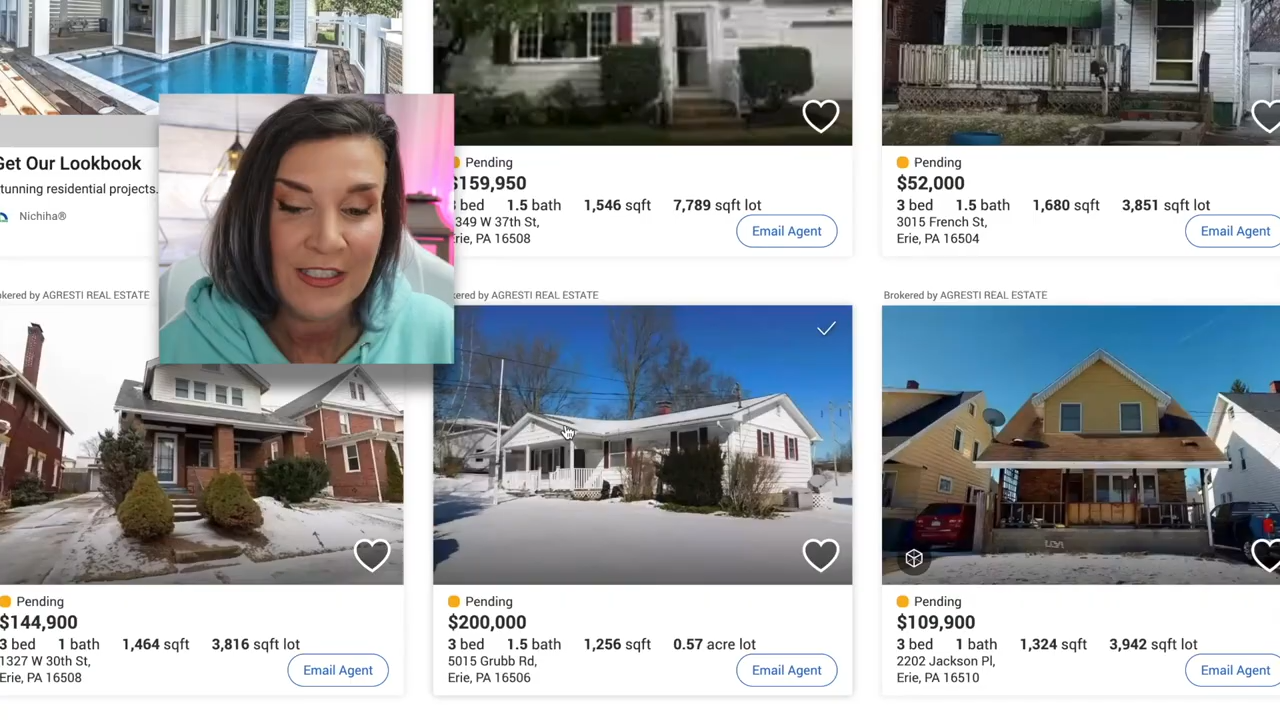 Get Our Lookbook
tunning residential projects.
Nichiha®
Pending
$159,950
3 bed 1.5 bath 1,546 sqft 7,789 sqft lot
349 W 37th St,
Erie, PA 16508
Email Agent
Pending
$52,000
3 bed 1.5 bath 1,680 sqft 3,851 sqft lot
3015 French St,
Erie, PA 16504
Email Agent
kered by AGRESTI REAL ESTATE
Pending
$144,900
3 bed 1 bath 1,464 sqft 3,816 sqft lot
1327 W 30th St,
Erie, PA 16508
Email Agent
kered by AGRESTI REAL ESTATE
Pending
$200,000
3 bed 1.5 bath 1,256 sqft 0.57 acre lot
5015 Grubb Rd,
Erie, PA 16506
Email Agent
Brokered by AGRESTI REAL ESTATE
Pending
$109,900
3 bed 1 bath 1,324 sqft 3,942 sqft lot
2202 Jackson Pl,
Erie, PA 16510
Email Agent